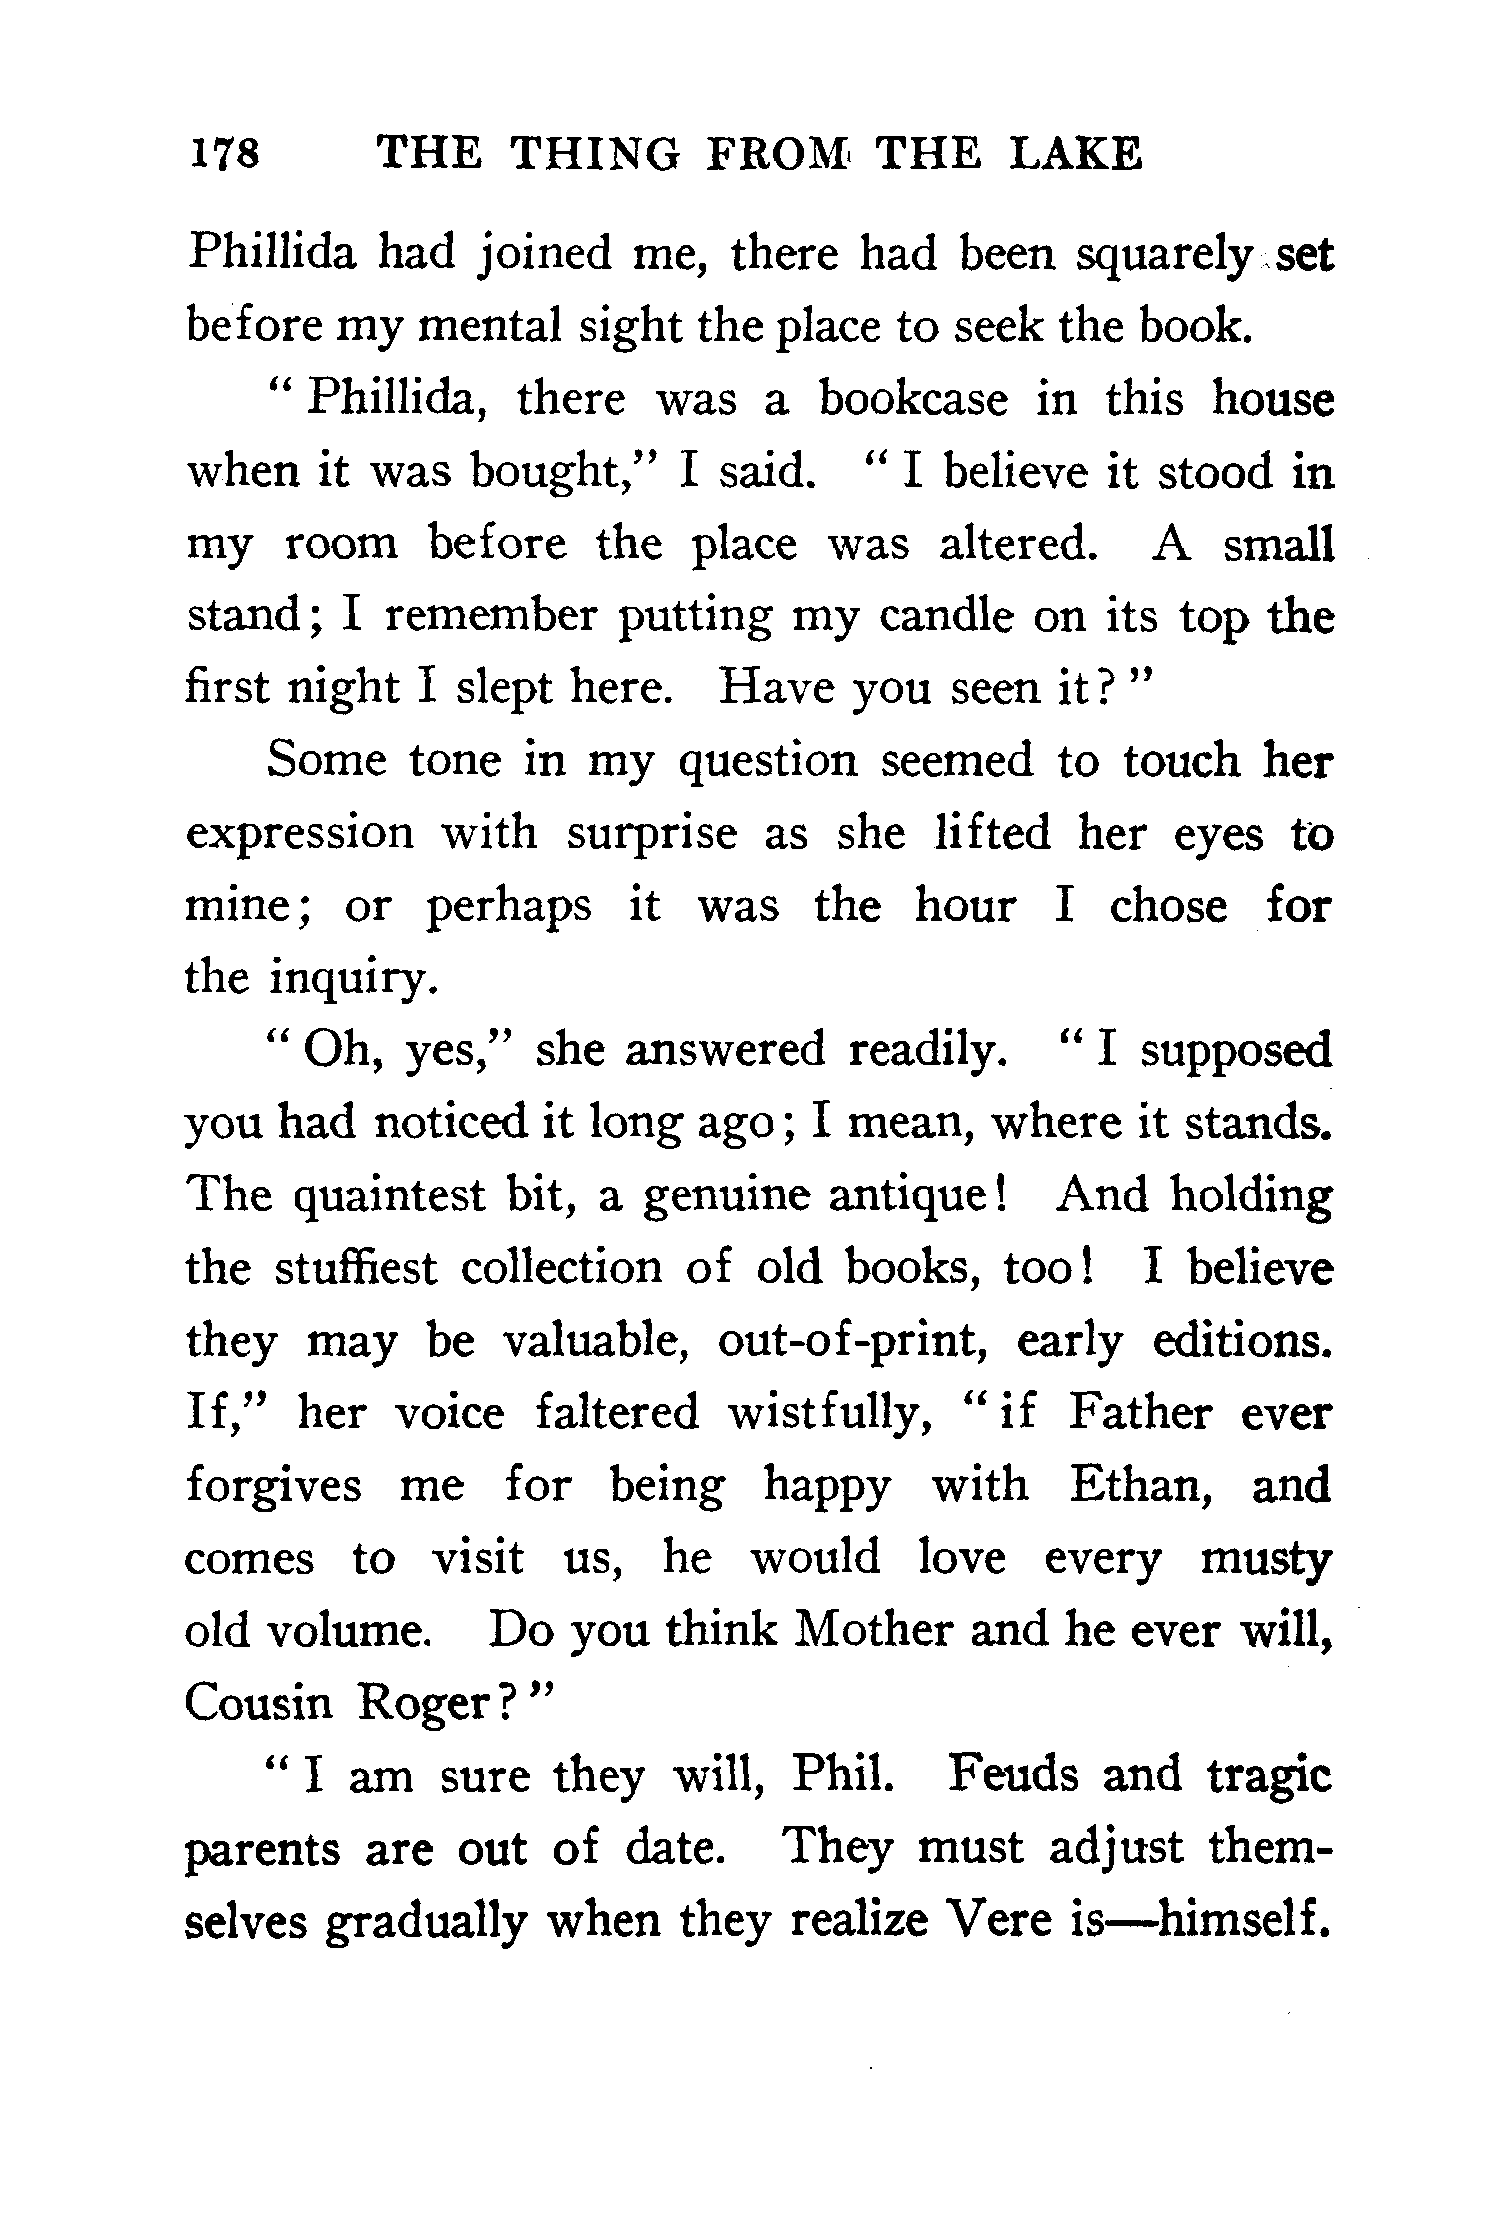 178 THE THING FROM THE LAKE
Phillida had joined me, there had been squarely set
before my mental sight the place to seek the book.
“ Phillida, there was a bookcase in this house
when it was bought,” I said. “ I believe it stood in
my room before the place was altered. A small
stand; I remember putting my candle on its top the
first night I slept here. Have you seen it? ”
Some tone in my question seemed to touch her
expression with surprise as she lifted her eyes to
mine; or perhaps it was the hour I chose for
the inquiry.
“ Oh, yes,” she answered readily. “ I supposed
you had noticed it long ago; I mean, where it stands.
The quaintest bit, a genuine antique! And holding
the stuffiest collection of old books, too! I believe
they may be valuable, out-of-print, early editions.
If,” her voice faltered wistfully, “ if Father ever
forgives me for being happy with Ethan, and
comes to visit us, he would love every musty
old volume. Do you think Mother and he ever will,
Cousin Roger? ”
“ I am sure they will, Phil. Feuds and tragic
parents are out of date. They must adjust them-
selves gradually when they realize Vere is—himself.